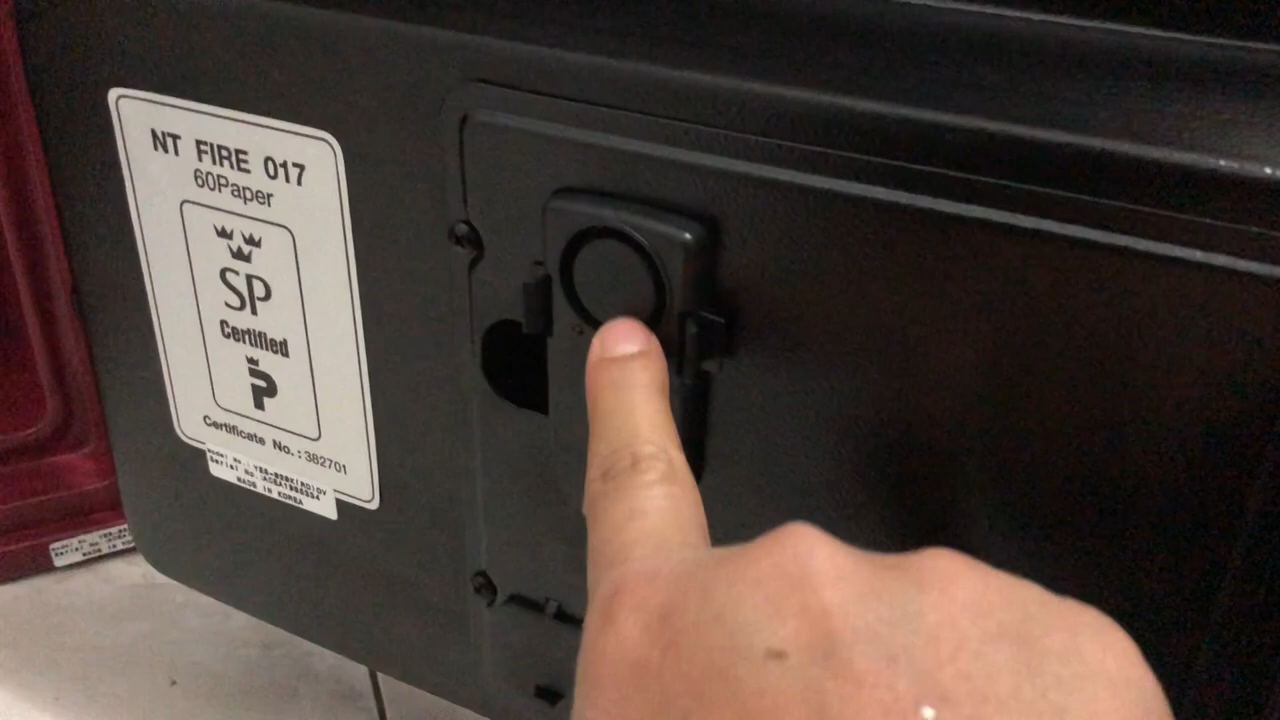 NT FIRE 017
60Paper
SP
Certified
P
Certificate No.:382701
MADE IN KOREA